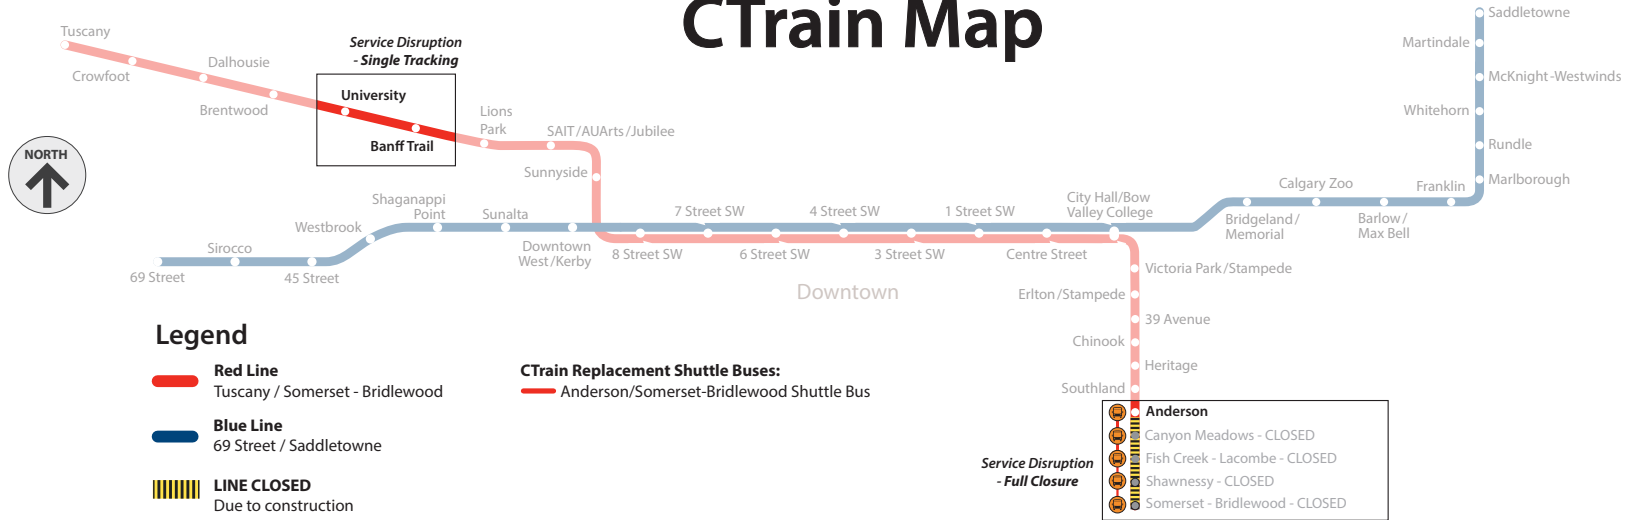 CTrain Map
Tuscany
Crowfoot
Dalhousie
Brentwood
Service Disruption
- Single Tracking
University
Banff Trail
Lions
Park
SAIT/AUArts/Jubilee
Sunnyside
NORTH
69 Street
Sirocco
45 Street
Westbrook
Shaganappi
Point
Sunalta
Downtown
West/Kerby
8 Street SW
7 Street SW
6 Street SW
4 Street SW
3 Street SW
1 Street SW
Centre Street
City Hall/Bow
Valley College
Bridgeland/
Memorial
Calgary Zoo
Barlow/
Max Bell
Franklin
Marlborough
Rundle
Whitehorn
McKnight-Westwinds
Martindale
Saddletowne
Downtown
Victoria Park/Stampede
Erlton/Stampede
39 Avenue
Chinook
Heritage
Southland
Anderson
Canyon Meadows - CLOSED
Fish Creek - Lacombe - CLOSED
Shawnessy - CLOSED
Somerset - Bridlewood - CLOSED
Service Disruption
- Full Closure
Legend
Red Line
Tuscany / Somerset - Bridlewood
Blue Line
69 Street / Saddletowne
LINE CLOSED
Due to construction
CTrain Replacement Shuttle Buses:
Anderson/Somerset-Bridlewood Shuttle Bus